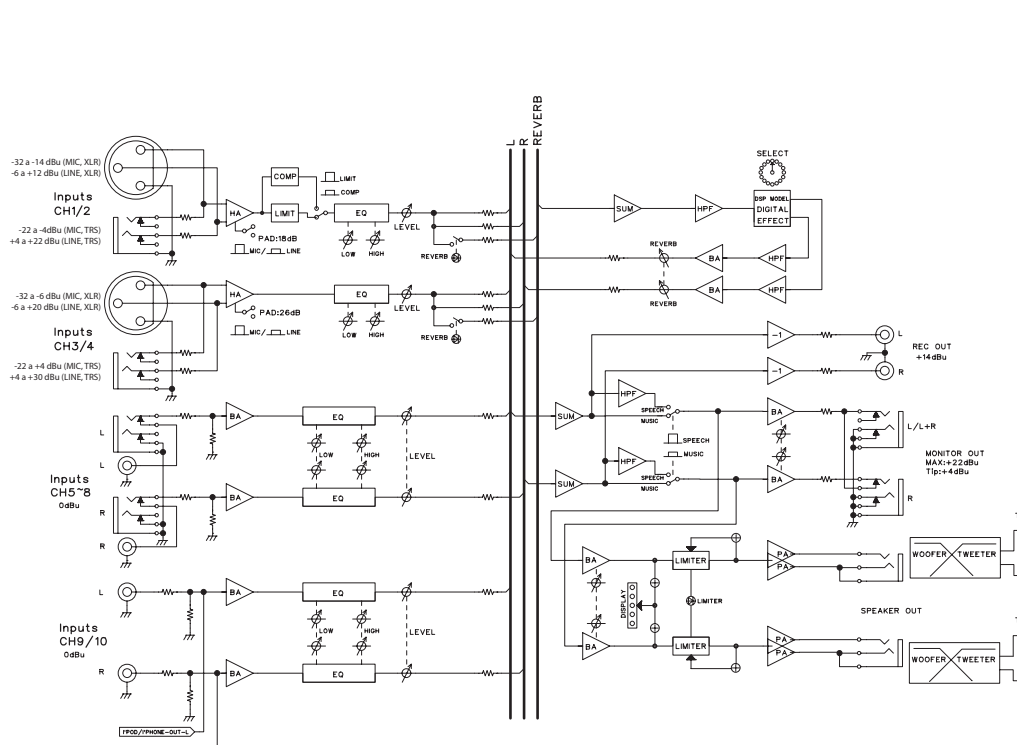 L
R
REVERB
-32 a -14 dBu (MIC, XLR)
-6 a +12 dBu (LINE, XLR)
Inputs
CH1/2
-22 a -4dBu (MIC, TRS)
+4 a +22 dBu (LINE, TRS)
HA
COMP
LIMIT
LIMIT
COMP
EQ
LEVEL
PAD:18dB
MIC/ LINE
LOW
HIGH
REVERB
-32 a -6 dBu (MIC, XLR)
-6 a +20 dBu (LINE, XLR)
Inputs
CH3/4
-22 a +4 dBu (MIC, TRS)
+4 a +30 dBu (LINE, TRS)
HA
EQ
LEVEL
PAD:26dB
MIC/ LINE
LOW
HIGH
REVERB
L
L
Inputs
CH5~8
0dBu
R
R
BA
EQ
LOW
HIGH
LEVEL
BA
EQ
L
Inputs
CH9/10
0dBu
R
BA
EQ
LOW
HIGH
LEVEL
BA
EQ
I'POD/I'PHONE-OUT-L
SELECT
SUM
HPF
DSP MODEL
DIGITAL
EFFECT
REVERB
BA
HPF
BA
HPF
REVERB
-1
L
REC OUT
+14dBu
-1
R
SUM
HPF
SPEECH
MUSIC
SPEECH
MUSIC
BA
L/L+R
MONITOR OUT
MAX:+22dBu
Tip:+4dBu
SUM
HPF
SPEECH
MUSIC
BA
R
BA
LIMITER
PA
PA
WOOFER
TWEETER
DISPLAY
LIMITER
SPEAKER OUT
BA
LIMITER
PA
PA
WOOFER
TWEETER